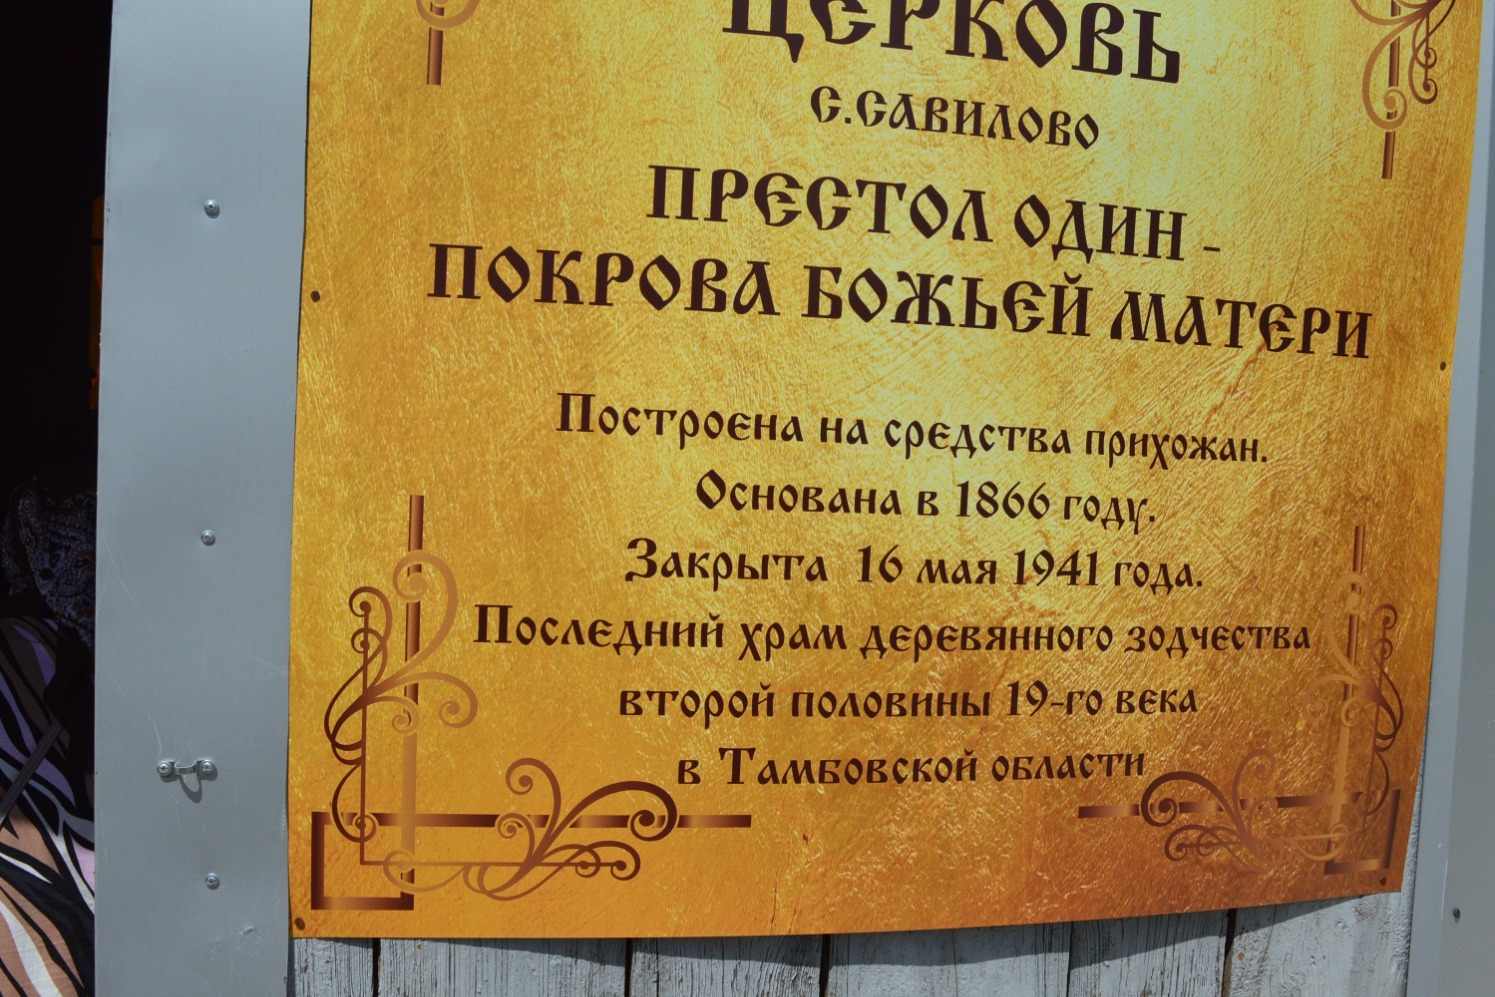 ЦЕРКОВЬ
С.САВИЛОВО
ПРЕСТОЛ ОДИН -
ПОКРОВА БОЖЬЕЙ МАТЕРИ
Построена на средства прихожан.
Основана в 1866 году.
Закрыта 16 мая 1941 года.
Последний храм деревянного зодчества
второй половины 19-го века
в Тамбовской области